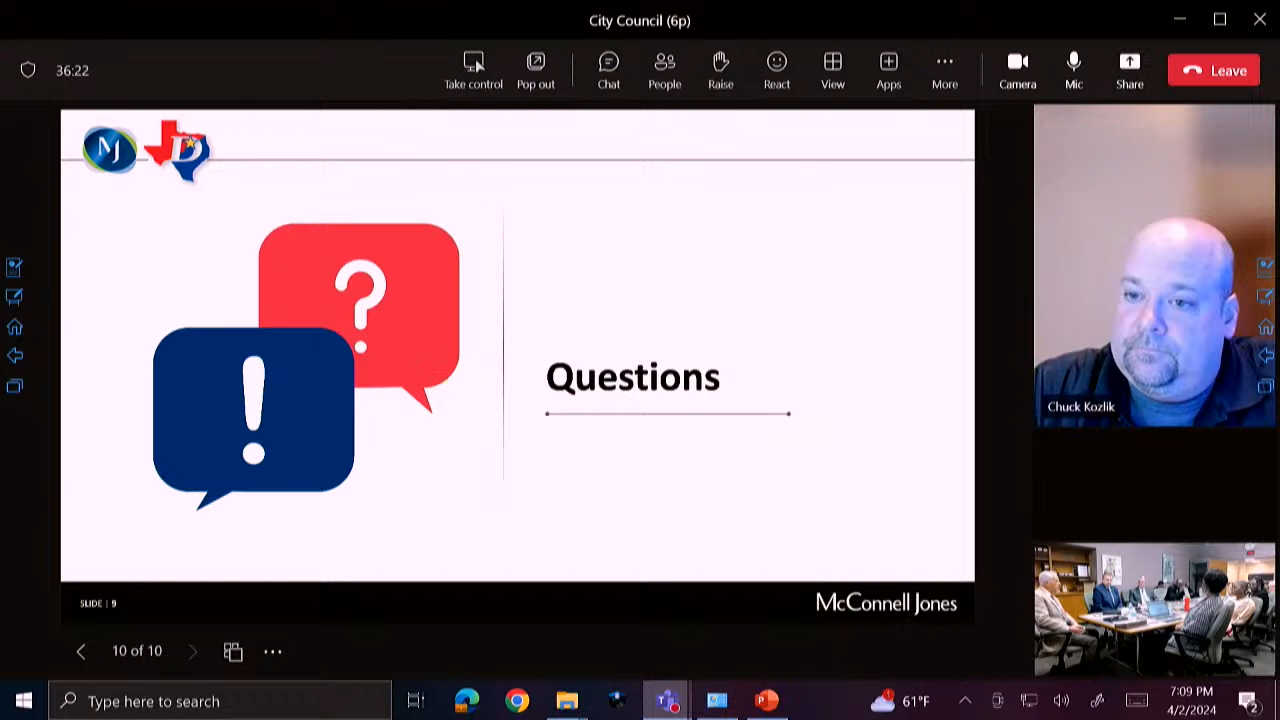 City Council (6p)
36:22
Take control
Pop out
Chat
People
Raise
React
View
Apps
More
Camera
Mic
Share
Leave
MJ
D
?
!
Questions
Chuck Kozlik
SLIDE | 9
McConnell Jones
10 of 10
Type here to search
61°F
7:09 PM
4/2/2024
2